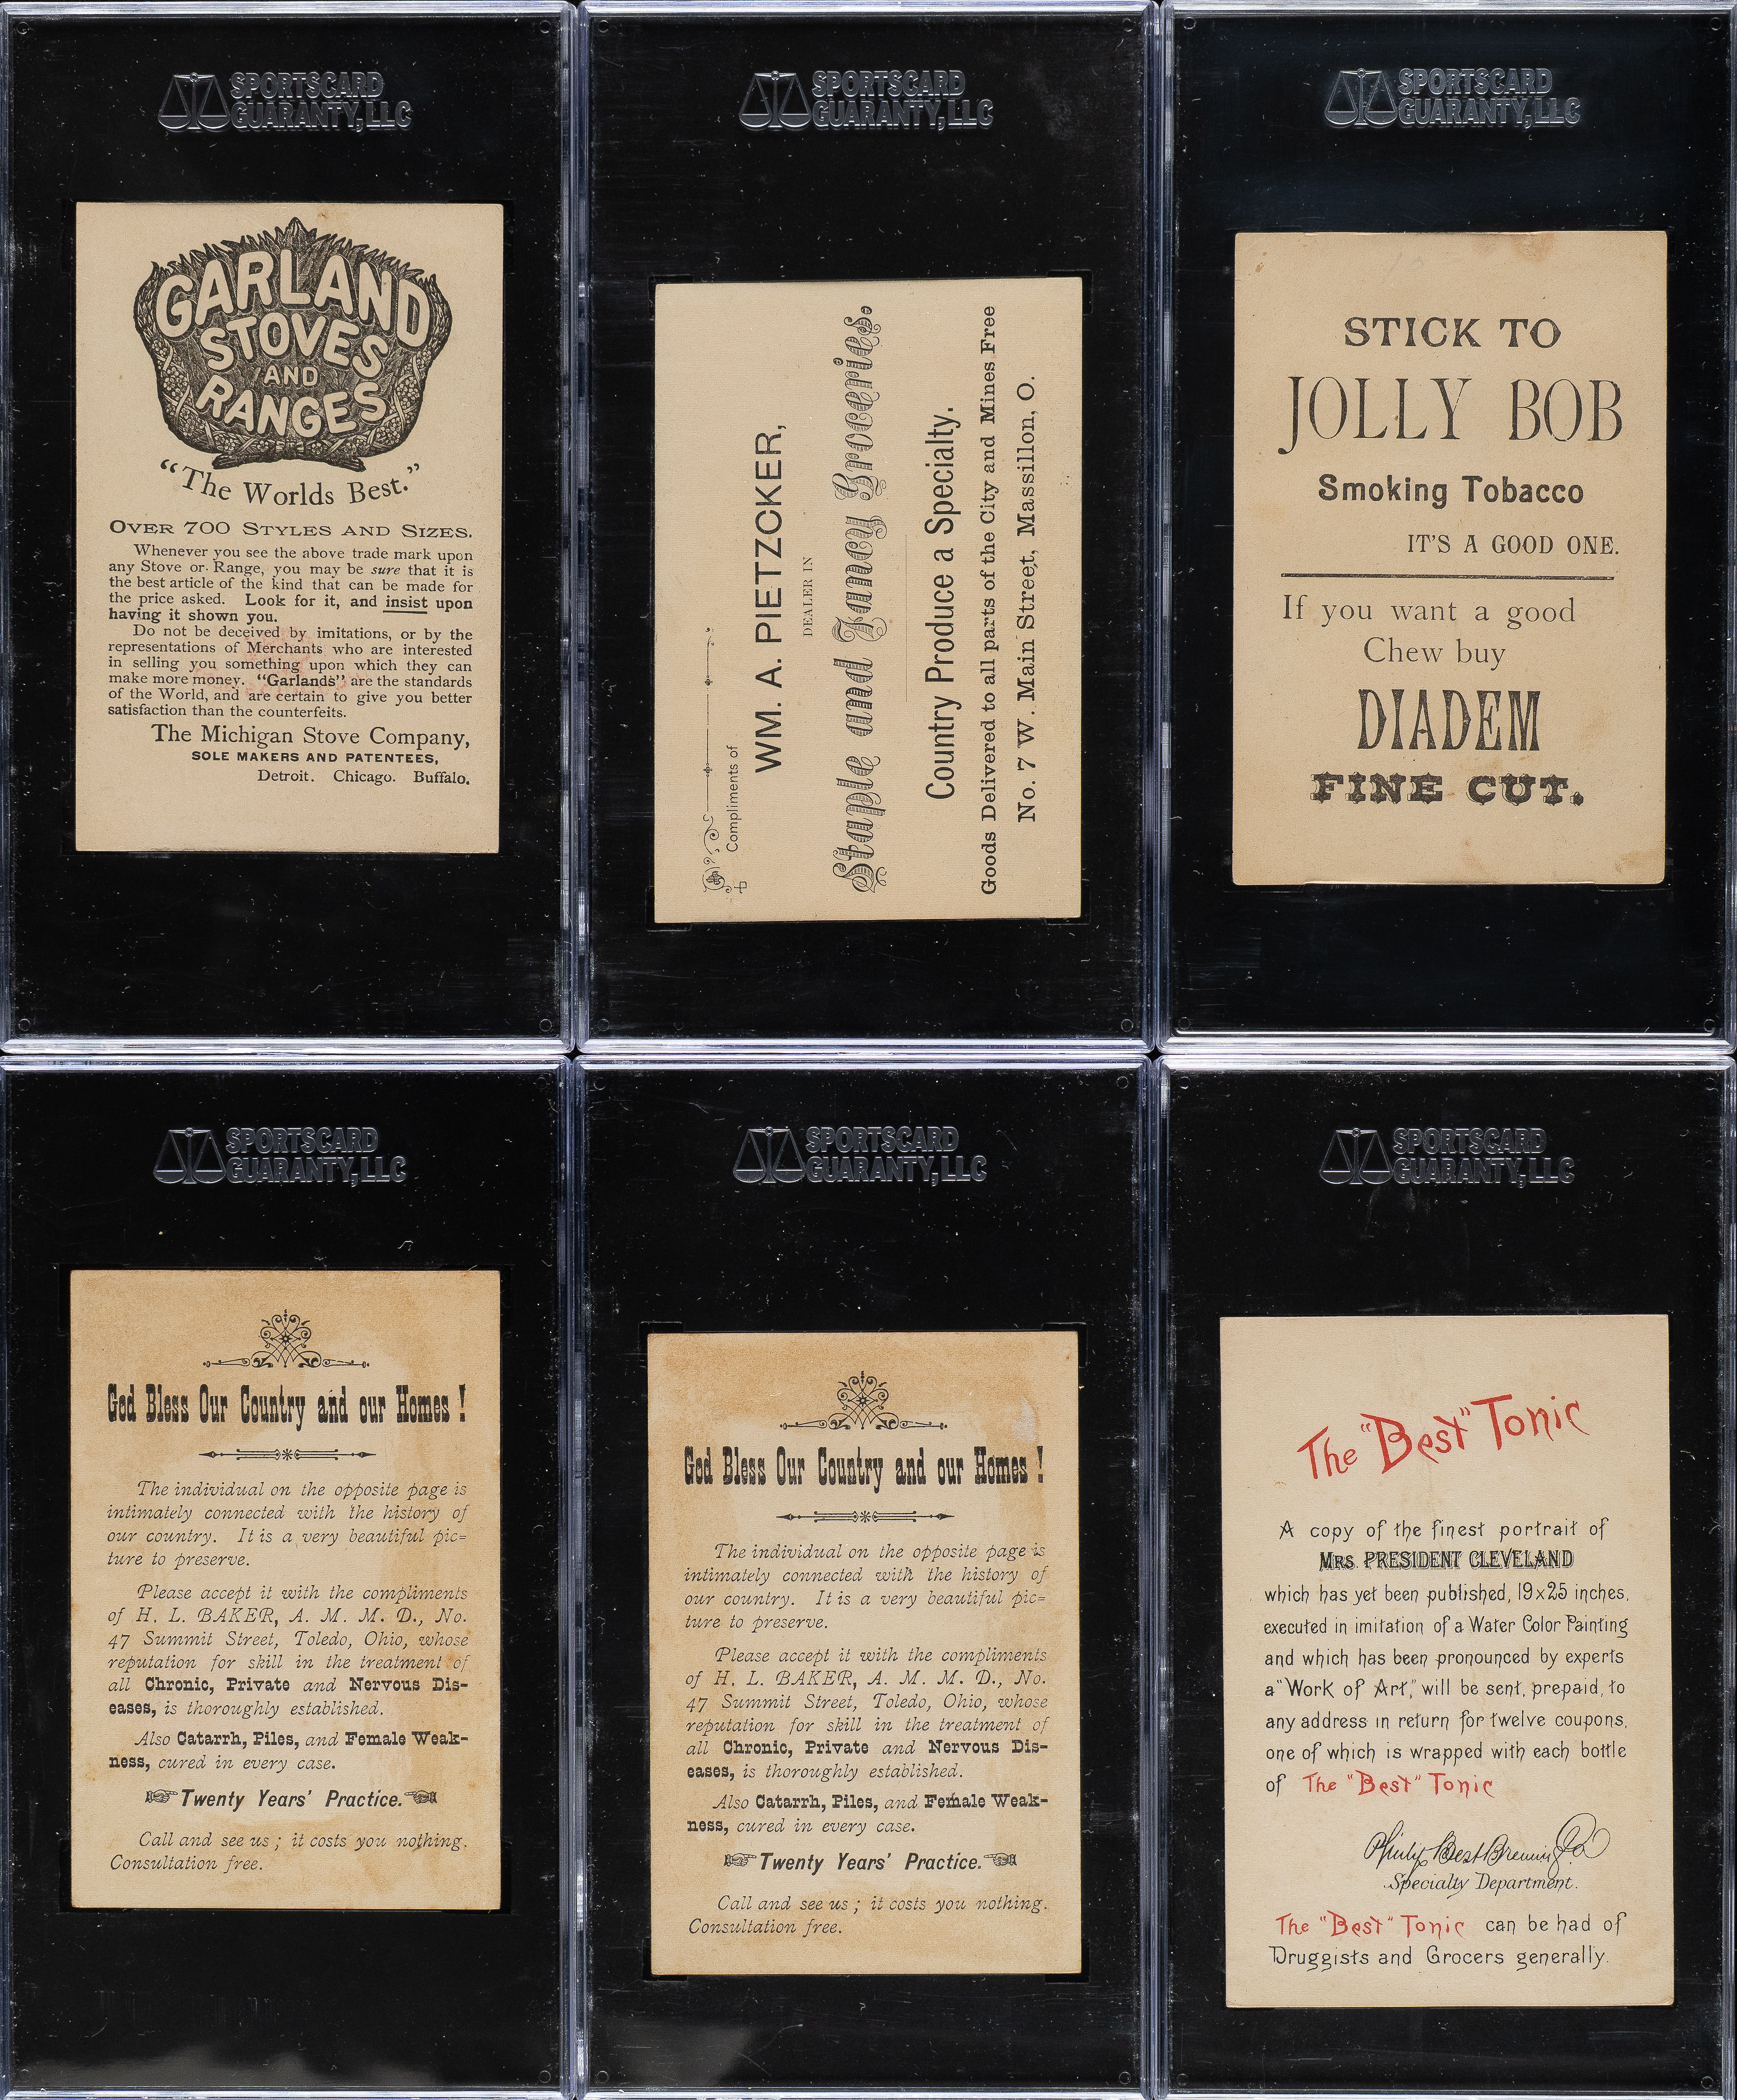 SPORTSCARD
GUARANTY, LLC
GARLAND
STOVES
AND
RANGES
"The Worlds Best."
OVER 700 STYLES AND SIZES.
Whenever you see the above trade mark upon
any Stove or Range, you may be sure that it is
the best article of the kind that can be made for
the price asked. Look for it, and insist upon
having it shown you.
Do not be deceived by imitations, or by the
representations of Merchants who are interested
in selling you something upon which they can
make more money. "Garlands" are the standards
of the World, and are certain to give you better
satisfaction than the counterfeits.
The Michigan Stove Company,
SOLE MAKERS AND PATENTEES,
Detroit. Chicago. Buffalo.
SPORTSCARD
GUARANTY, LLC
Compliments of
WM. A. PIETZCKER,
DEALER IN
Staple and Fancy Groceries.
Country Produce a Specialty.
Goods Delivered to all parts of the City and Mines Free
No. 7 W. Main Street, Massillon, O.
SPORTSCARD
GUARANTY, LLC
STICK TO
JOLLY BOB
Smoking Tobacco
IT'S A GOOD ONE.
If you want a good
Chew buy
DIADEM
FINE CUT.
SPORTSCARD
GUARANTY, LLC
God Bless Our Country and our Homes!
The individual on the opposite page is
intimately connected with the history of
our country. It is a very beautiful pic=
ture to preserve.
Please accept it with the compliments
of H. L. BAKER, A. M. M. D., No.
47 Summit Street, Toledo, Ohio, whose
reputation for skill in the treatment of
all Chronic, Private and Nervous Dis-
eases, is thoroughly established.
Also Catarrh, Piles, and Female Weak-
ness, cured in every case.
Twenty Years' Practice.
Call and see us; it costs you nothing.
Consultation free.
SPORTSCARD
GUARANTY, LLC
God Bless Our Country and our Homes!
The individual on the opposite page is
intimately connected with the history of
our country. It is a very beautiful pic=
ture to preserve.
Please accept it with the compliments
of H. L. BAKER, A. M. M. D., No.
47 Summit Street, Toledo, Ohio, whose
reputation for skill in the treatment of
all Chronic, Private and Nervous Dis-
eases, is thoroughly established.
Also Catarrh, Piles, and Female Weak-
ness, cured in every case.
Twenty Years' Practice.
Call and see us; it costs you nothing.
Consultation free.
SPORTSCARD
GUARANTY, LLC
The "Best" Tonic
A copy of the finest portrait of
MRS. PRESIDENT CLEVELAND
which has yet been published, 19x25 inches,
executed in imitation of a Water Color Painting
and which has been pronounced by experts
a "Work of Art," will be sent, prepaid, to
any address in return for twelve coupons,
one of which is wrapped with each bottle
of The "Best" Tonic
Philip Best Brewing Co
Specialty Department.
The "Best" Tonic can be had of
Druggists and Grocers generally.